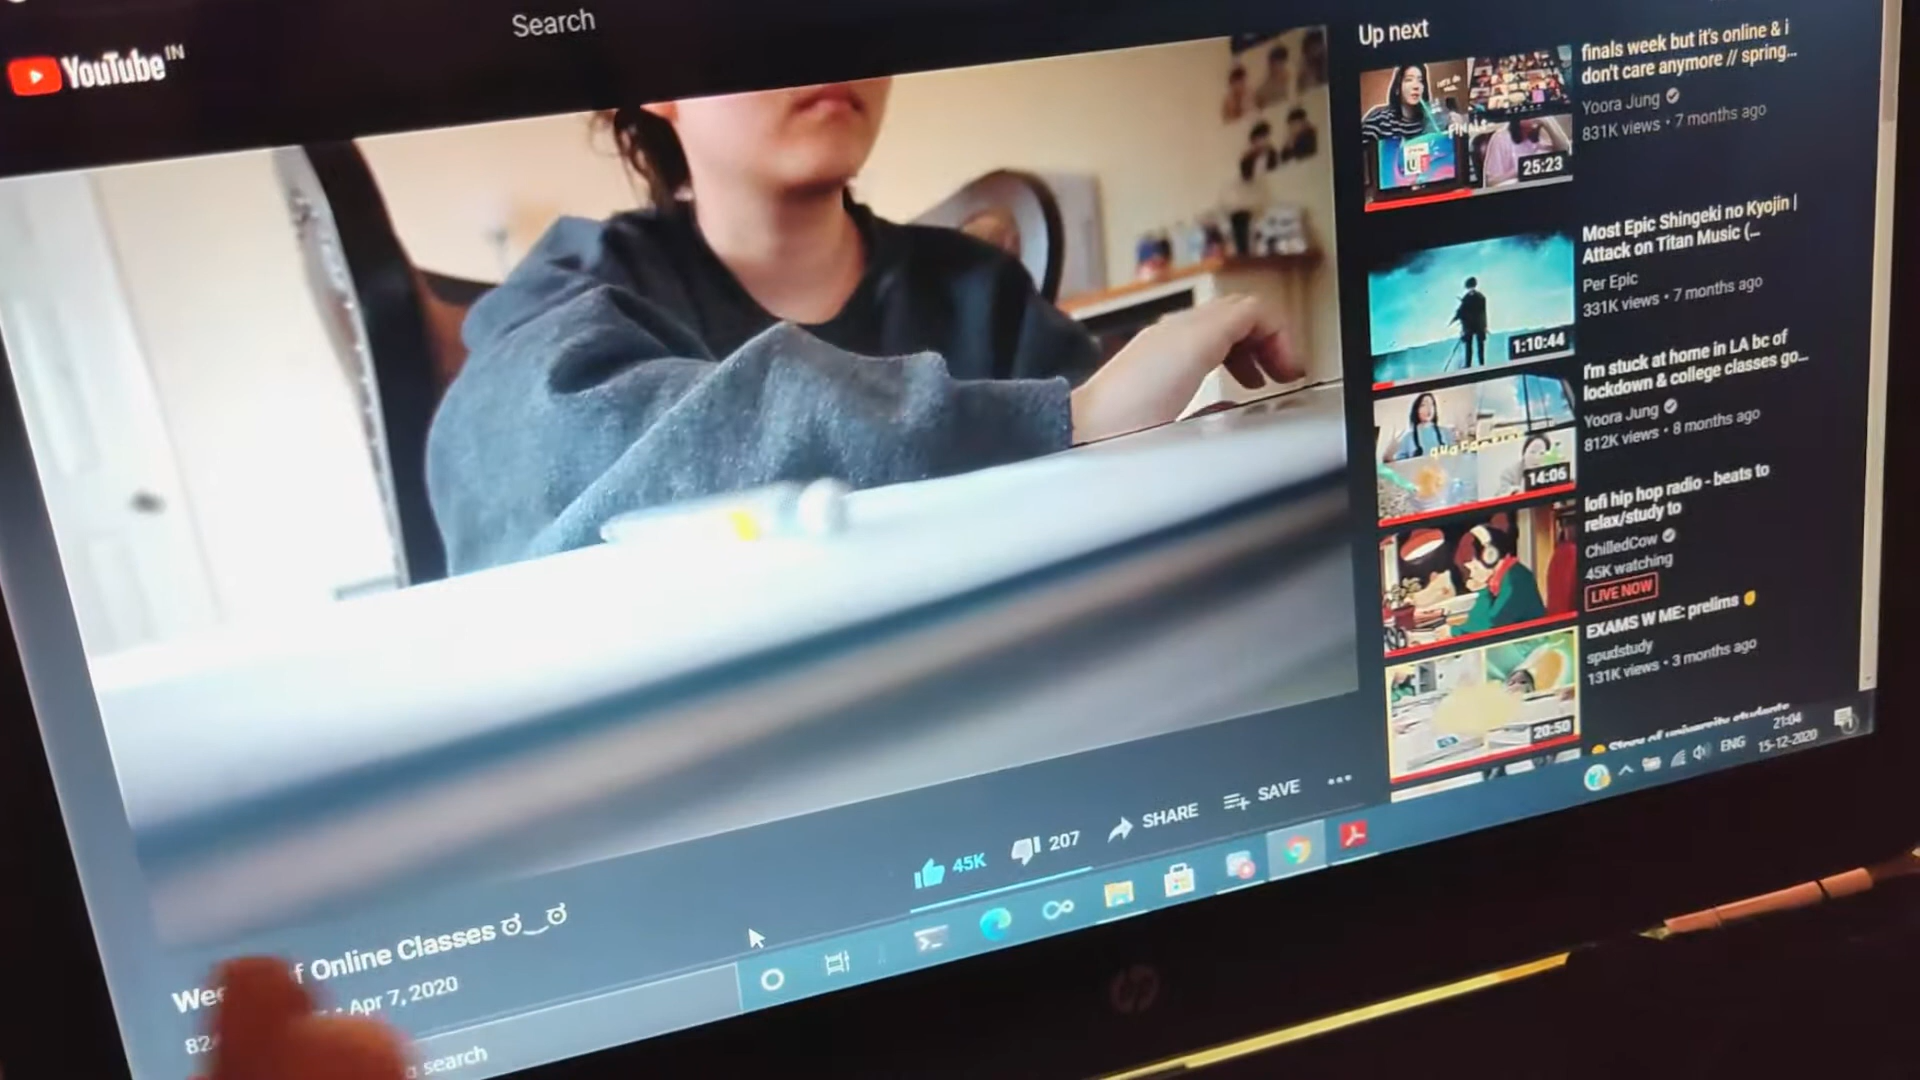 YouTube IN
Search
Up next
finals week but it's online & i
don't care anymore // spring...
Yoora Jung
831K views • 7 months ago
FINALS
25:23
Most Epic Shingeki no Kyojin |
Attack on Titan Music (...
Per Epic
331K views • 7 months ago
1:10:44
I'm stuck at home in LA bc of
lockdown & college classes go...
Yoora Jung
812K views • 8 months ago
14:06
lofi hip hop radio - beats to
relax/study to
ChilledCow
45K watching
LIVE NOW
EXAMS W ME: prelims
spudstudy
131K views • 3 months ago
20:50
45K
207
SHARE
SAVE
Online Classes ಠ‿ಠ
Apr 7, 2020
search
ENG
21:04
15-12-2020
hp